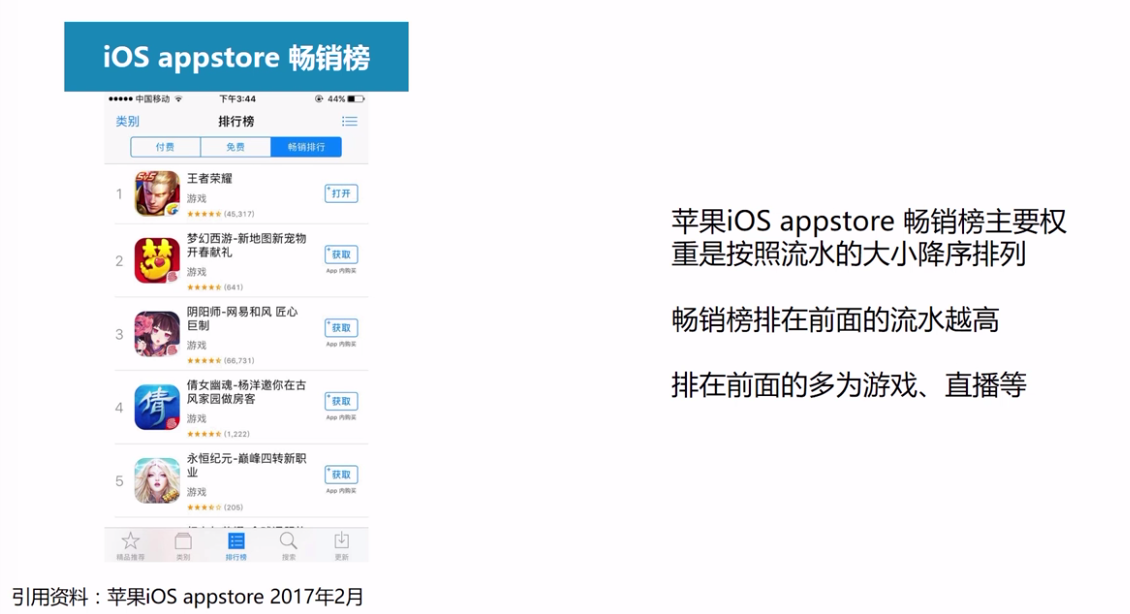 iOS appstore 畅销榜
中国移动 下午3:44 44%
类别 排行榜
付费 免费 畅销排行
1 王者荣耀
游戏
打开
(45,317)
2 梦幻西游-新地图新宠物
开春献礼
游戏
获取
App 内购买
(641)
3 阴阳师-网易和风 匠心
巨制
游戏
获取
App 内购买
(66,731)
4 倩女幽魂-杨洋邀你在古
风家园做房客
游戏
获取
App 内购买
(1,222)
5 永恒纪元-巅峰四转新职
业
游戏
获取
App 内购买
(205)
精品推荐 类别 排行榜 搜索 更新
苹果iOS appstore 畅销榜主要权
重是按照流水的大小降序排列
畅销榜排在前面的流水越高
排在前面的多为游戏、直播等
引用资料：苹果iOS appstore 2017年2月